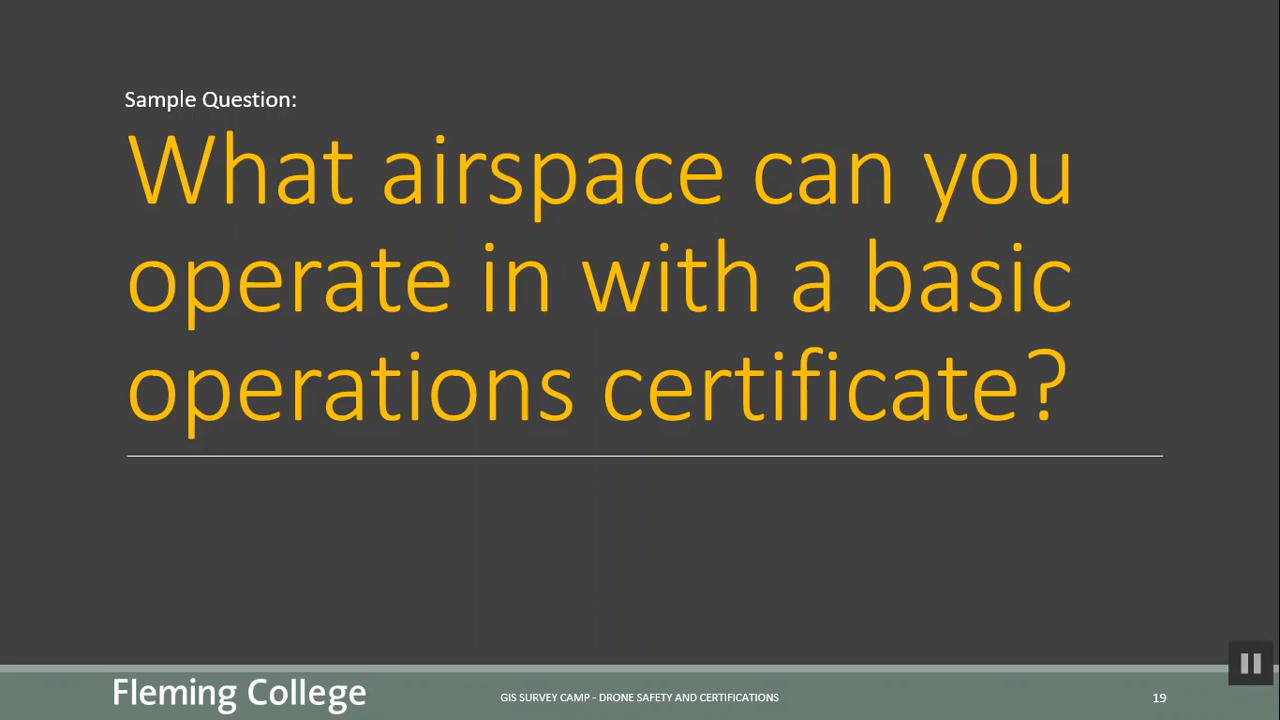 Sample Question:
What airspace can you
operate in with a basic
operations certificate?
Fleming College
GIS SURVEY CAMP - DRONE SAFETY AND CERTIFICATIONS
19